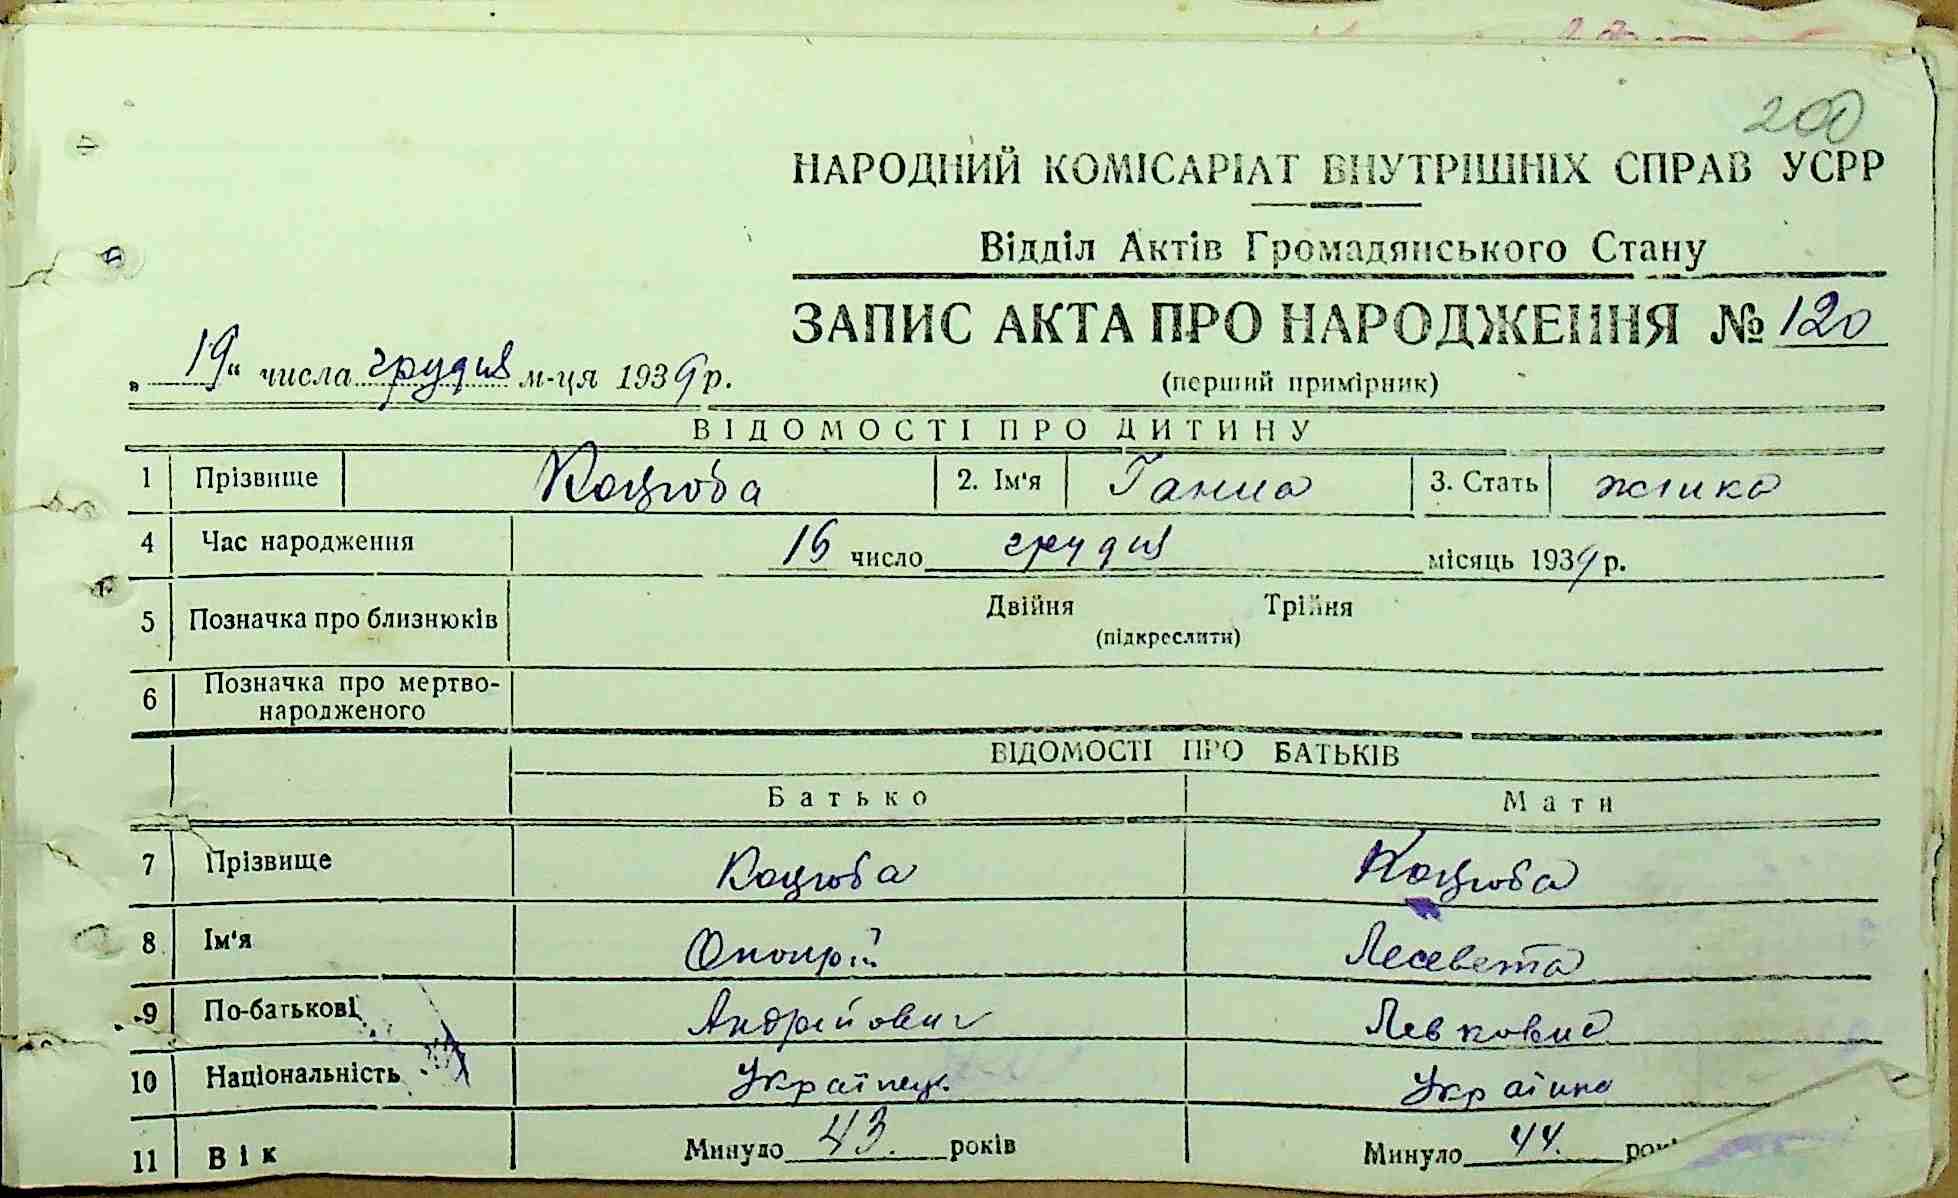 200
НАРОДНИЙ КОМІСАРІАТ ВНУТРІШНІХ СПРАВ УСРР
Відділ Актів Громадянського Стану
ЗАПИС АКТА ПРО НАРОДЖЕННЯ № 120
„19“ числа грудня м-ця 1939 р.
(перший примірник)
ВІДОМОСТІ ПРО ДИТИНУ
1 Прізвище Коцюба 2. Ім'я Ганна 3. Стать жінка
4 Час народження 16 число грудня місяць 1939 р.
5 Позначка про близнюків Двійня Трійня
(підкреслити)
6 Позначка про мертво-
народженого
ВІДОМОСТІ ПРО БАТЬКІВ
Батько Мати
7 Прізвище Коцюба Коцюба
8 Ім'я Онопрій Лесевета
9 По-батькові Андрійович Левковна
10 Національність Українець
11 Вік Минуло 43. років Минуло 44.